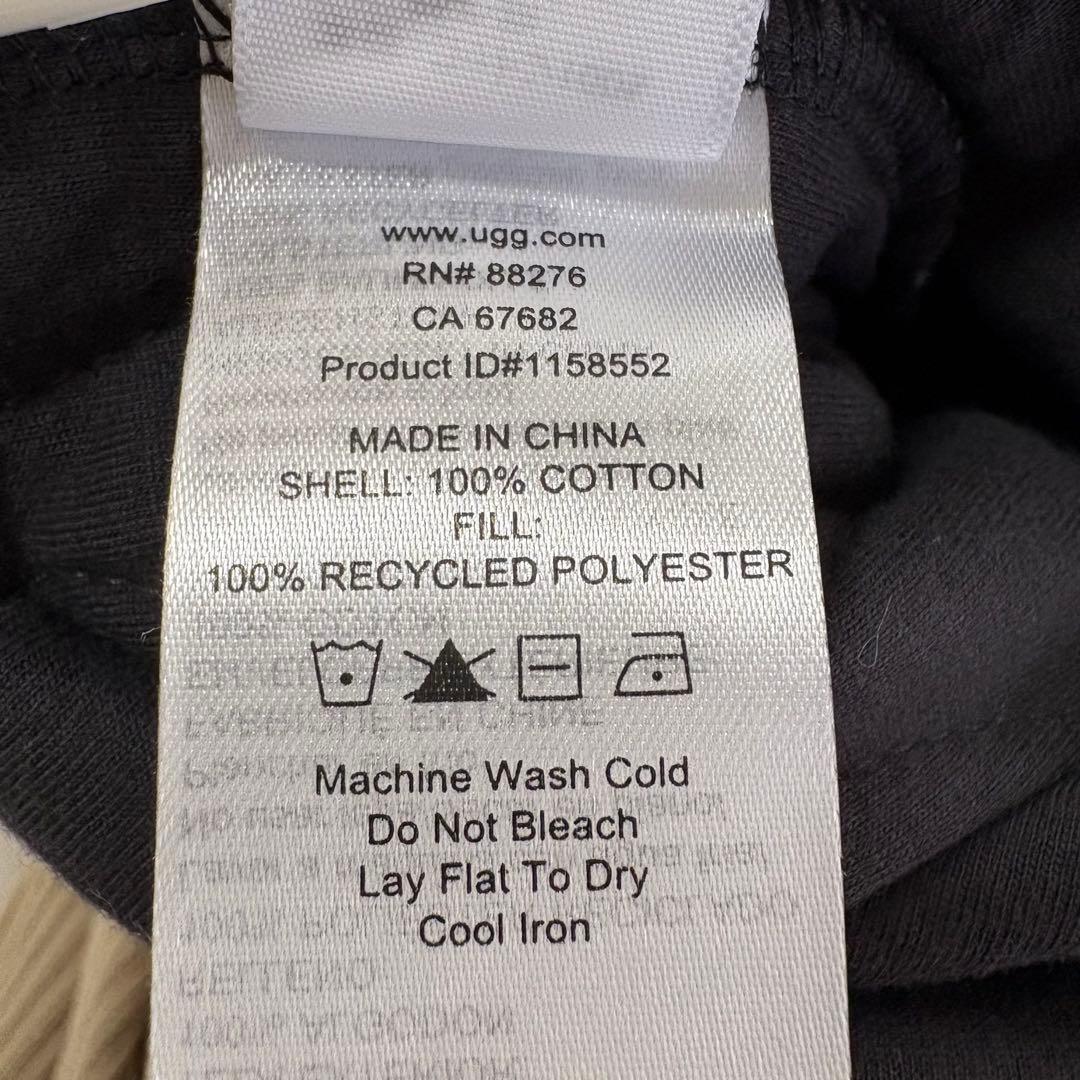 www.ugg.com
RN# 88276
CA 67682
Product ID#1158552
MADE IN CHINA
SHELL: 100% COTTON
FILL:
100% RECYCLED POLYESTER
Machine Wash Cold
Do Not Bleach
Lay Flat To Dry
Cool Iron